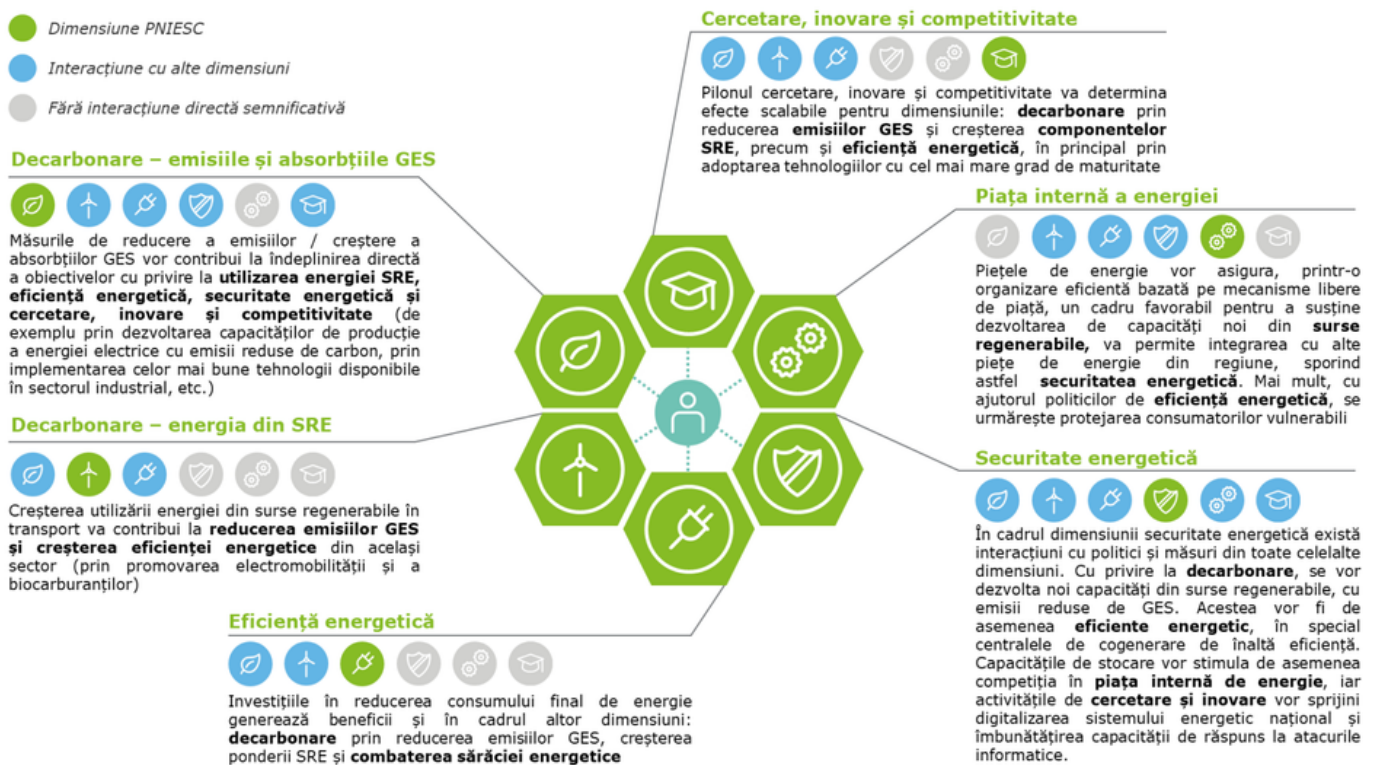 Dimensiune PNIESC
Interacțiune cu alte dimensiuni
Fără interacțiune directă semnificativă
Decarbonare – emisiile și absorbțiile GES
Măsurile de reducere a emisiilor / creștere a
absorbțiilor GES vor contribui la îndeplinirea directă
a obiectivelor cu privire la utilizarea energiei SRE,
eficiență energetică, securitate energetică și
cercetare, inovare și competitivitate (de
exemplu prin dezvoltarea capacităților de producție
a energiei electrice cu emisii reduse de carbon, prin
implementarea celor mai bune tehnologii disponibile
în sectorul industrial, etc.)
Decarbonare – energia din SRE
Creșterea utilizării energiei din surse regenerabile în
transport va contribui la reducerea emisiilor GES
și creșterea eficienței energetice din același
sector (prin promovarea electromobilității și a
biocarburanților)
Eficiență energetică
Investițiile în reducerea consumului final de energie
generează beneficii și în cadrul altor dimensiuni:
decarbonare prin reducerea emisiilor GES, creșterea
ponderii SRE și combaterea sărăciei energetice
Cercetare, inovare și competitivitate
Pilonul cercetare, inovare și competitivitate va determina
efecte scalabile pentru dimensiunile: decarbonare prin
reducerea emisiilor GES și creșterea componentelor
SRE, precum și eficiență energetică, în principal prin
adoptarea tehnologiilor cu cel mai mare grad de maturitate
Piața internă a energiei
Piețele de energie vor asigura, printr-o
organizare eficientă bazată pe mecanisme libere
de piață, un cadru favorabil pentru a susține
dezvoltarea de capacități noi din surse
regenerabile, va permite integrarea cu alte
piețe de energie din regiune, sporind
astfel securitatea energetică. Mai mult, cu
ajutorul politicilor de eficiență energetică, se
urmărește protejarea consumatorilor vulnerabili
Securitate energetică
În cadrul dimensiunii securitate energetică există
interacțiuni cu politici și măsuri din toate celelalte
dimensiuni. Cu privire la decarbonare, se vor
dezvolta noi capacități din surse regenerabile, cu
emisii reduse de GES. Acestea vor fi de
asemenea eficiente energetic, în special
centralele de cogenerare de înaltă eficiență.
Capacitățile de stocare vor stimula de asemenea
competiția în piața internă de energie, iar
activitățile de cercetare și inovare vor sprijini
digitalizarea sistemului energetic național și
îmbunătățirea capacității de răspuns la atacurile
informatice.